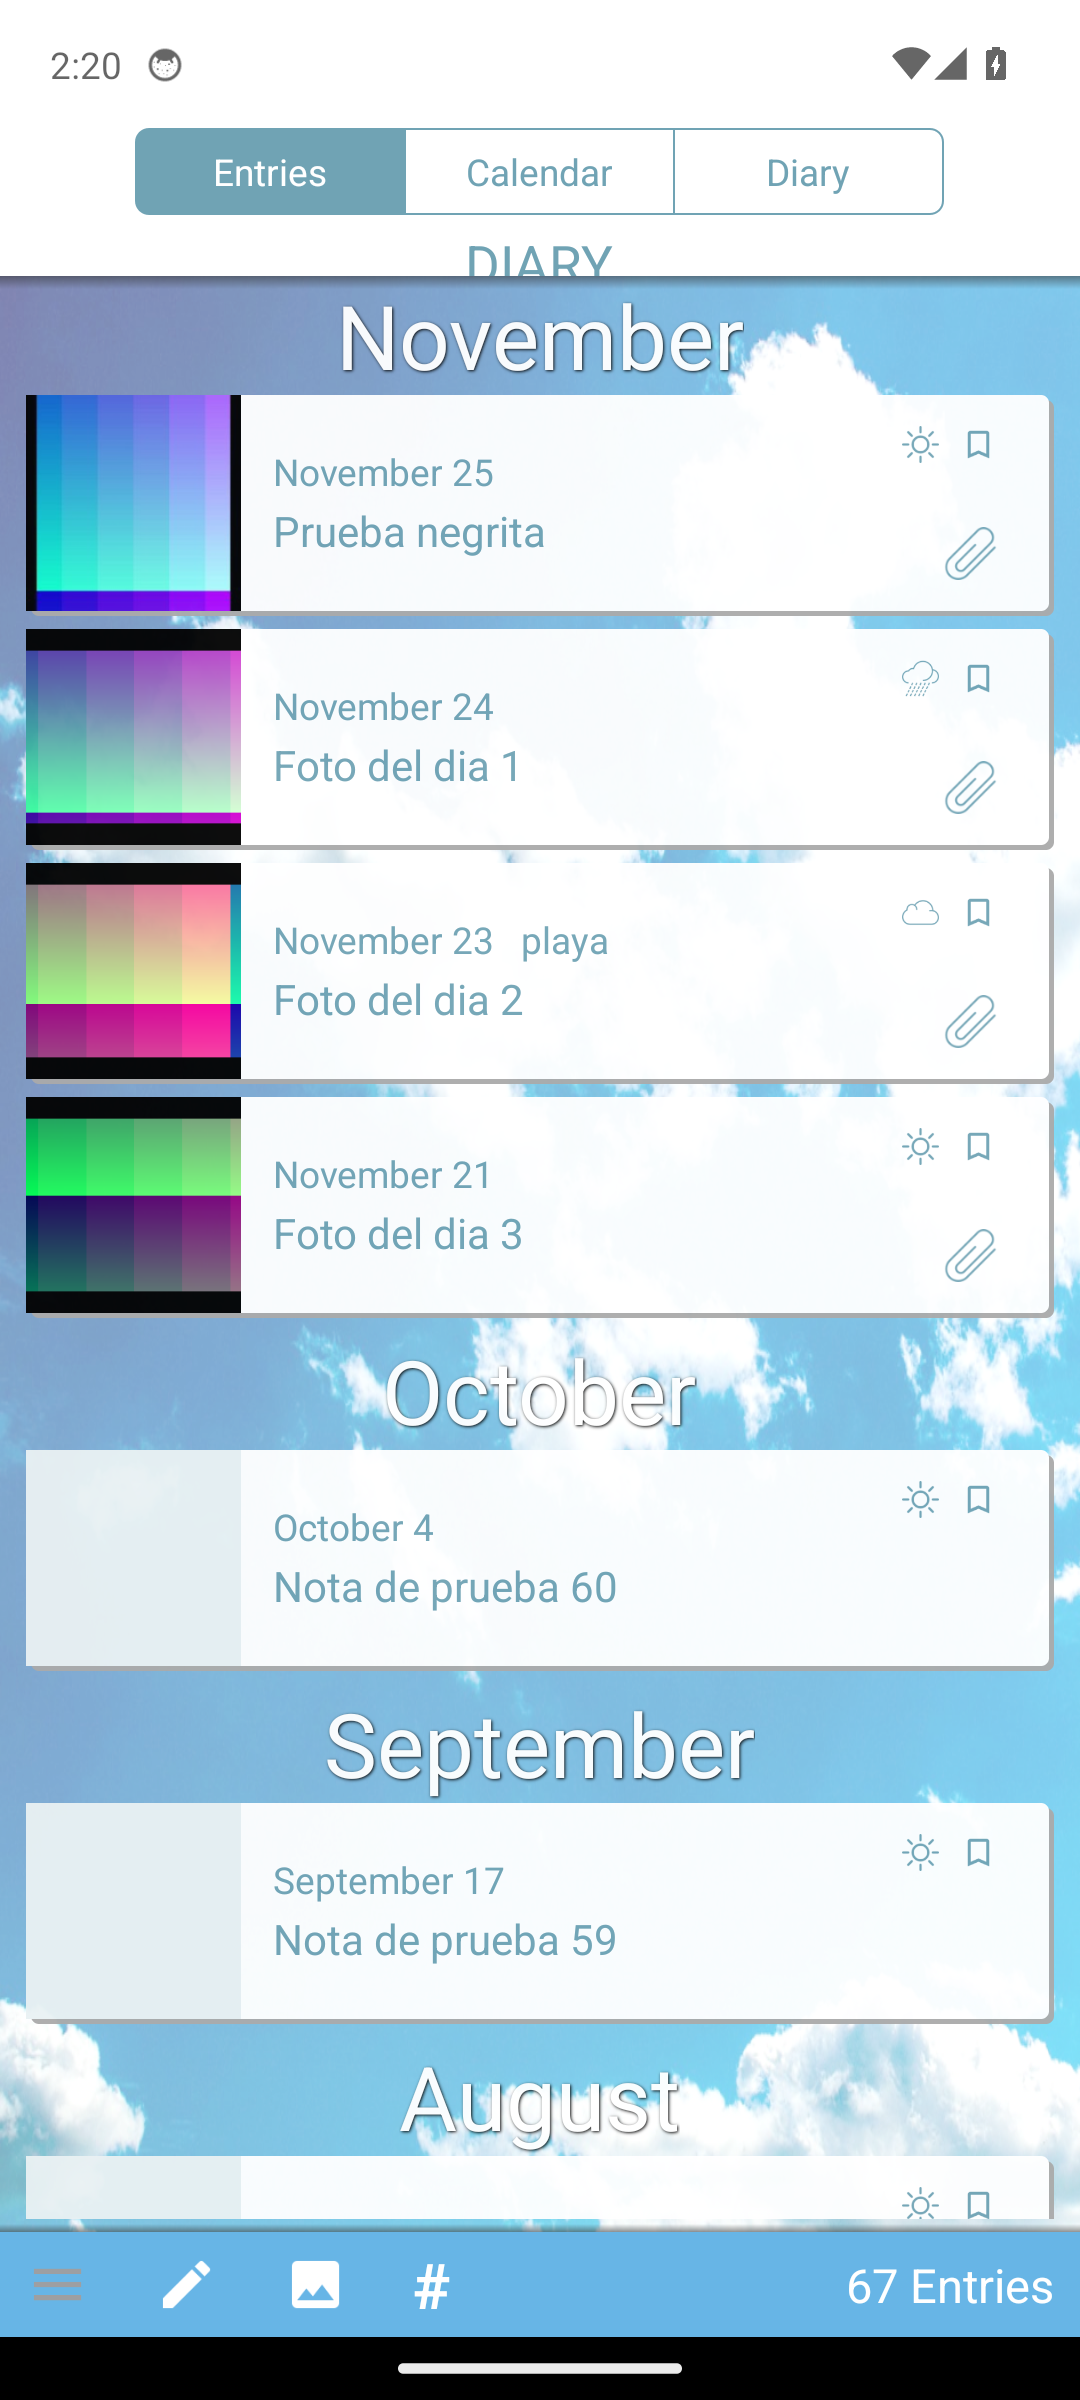 2:20
Entries
Calendar
Diary
DIARY
November
November 25
Prueba negrita
November 24
Foto del dia 1
November 23 playa
Foto del dia 2
November 21
Foto del dia 3
October
October 4
Nota de prueba 60
September
September 17
Nota de prueba 59
August
#
67 Entries